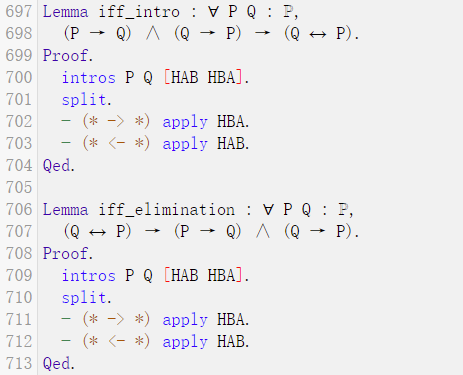 697 Lemma iff_intro : ∀ P Q : ℙ,
698   (P → Q) ∧ (Q → P) → (Q ↔ P).
699 Proof.
700   intros P Q [HAB HBA].
701   split.
702   - (* -> *) apply HBA.
703   - (* <- *) apply HAB.
704 Qed.
705
706 Lemma iff_elimination : ∀ P Q : ℙ,
707   (Q ↔ P) → (P → Q) ∧ (Q → P).
708 Proof.
709   intros P Q [HAB HBA].
710   split.
711   - (* -> *) apply HBA.
712   - (* <- *) apply HAB.
713 Qed.